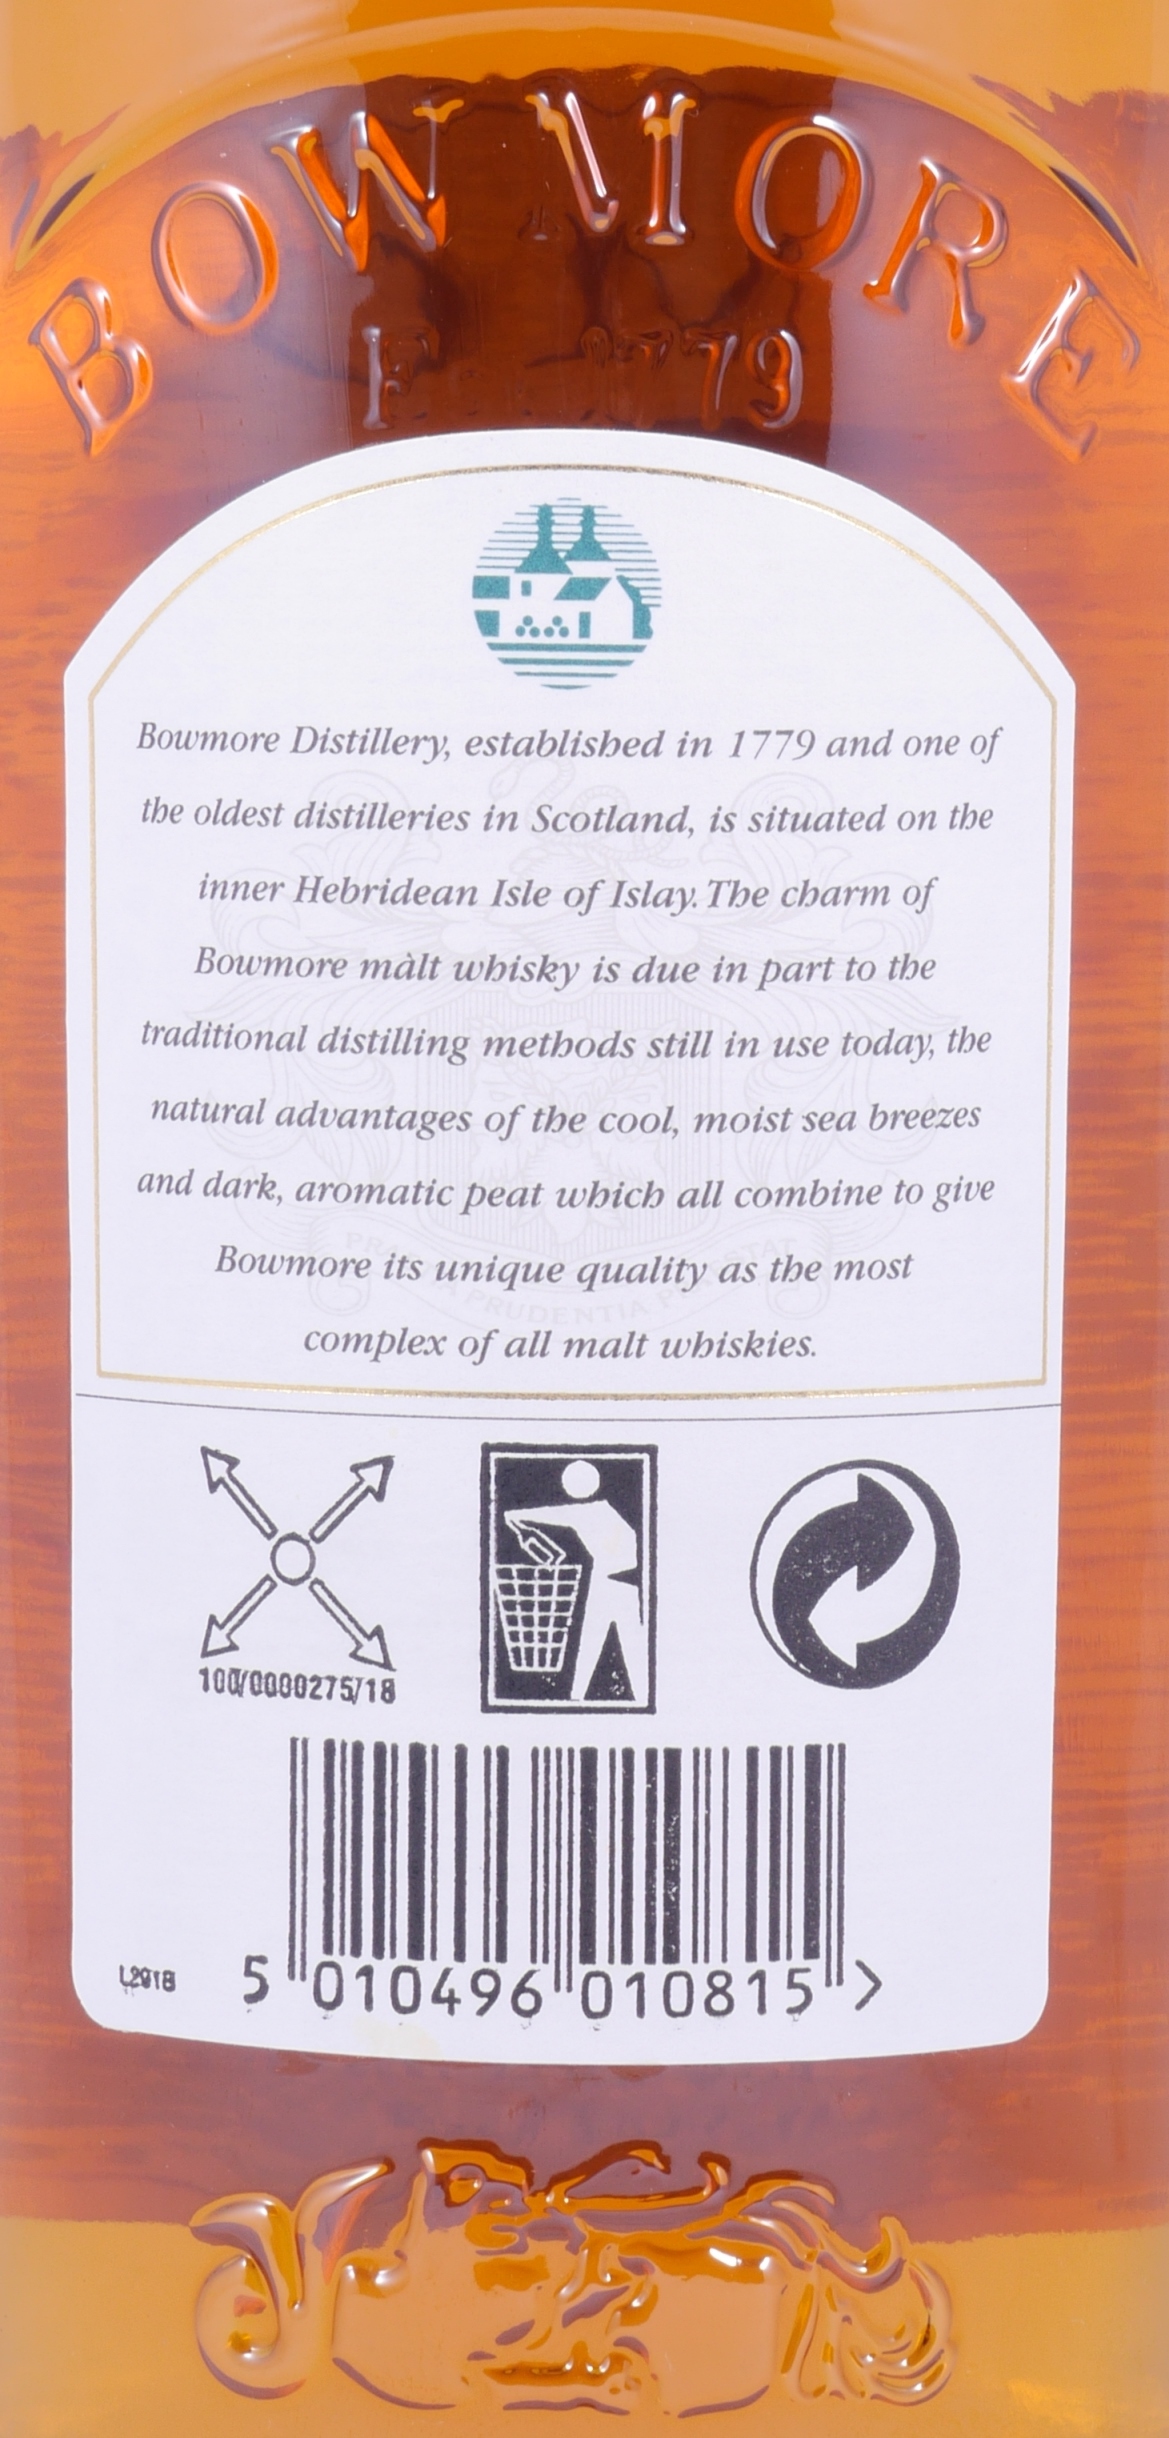 BOWMORE
E 1779
Bowmore Distillery, established in 1779 and one of
the oldest distilleries in Scotland, is situated on the
inner Hebridean Isle of Islay. The charm of
Bowmore màlt whisky is due in part to the
traditional distilling methods still in use today, the
natural advantages of the cool, moist sea breezes
and dark, aromatic peat which all combine to give
Bowmore its unique quality as the most
complex of all malt whiskies.
PRUDENTIA
100/0000275/18
L2018
5 010496 010815 >